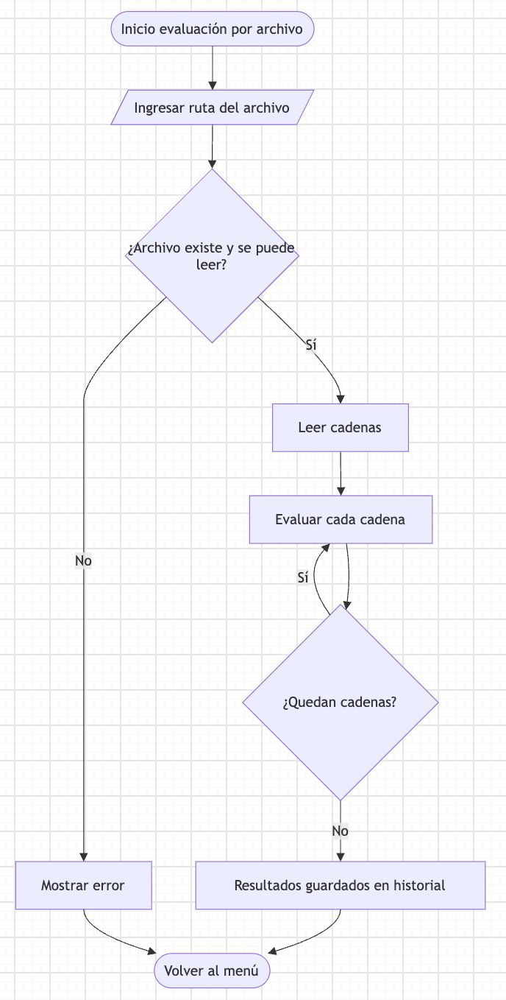 Inicio evaluación por archivo
Ingresar ruta del archivo
¿Archivo existe y se puede
leer?
Sí
Leer cadenas
Evaluar cada cadena
No
Sí
¿Quedan cadenas?
No
Mostrar error
Resultados guardados en historial
Volver al menú